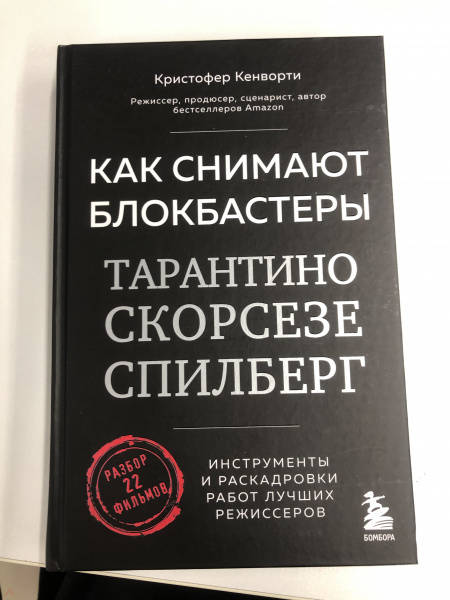 Кристофер Кенворти
Режиссер, продюсер, сценарист, автор
бестселлеров Amazon
КАК СНИМАЮТ
БЛОКБАСТЕРЫ
ТАРАНТИНО
СКОРСЕЗЕ
СПИЛБЕРГ
РАЗБОР
22
ФИЛЬМОВ
ИНСТРУМЕНТЫ
И РАСКАДРОВКИ
РАБОТ ЛУЧШИХ
РЕЖИССЕРОВ
БОМБОРА